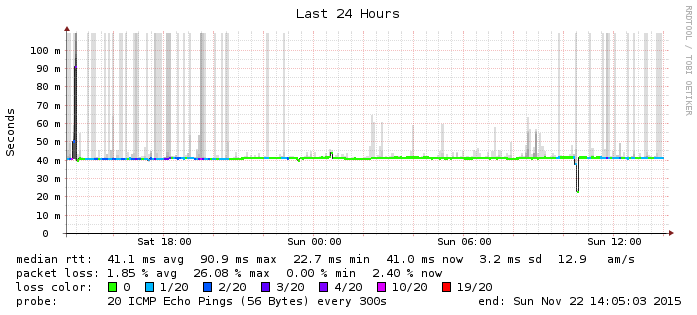 Last 24 Hours
RRDTOOL / TOBI OETIKER
Seconds
100 m
90 m
80 m
70 m
60 m
50 m
40 m
30 m
20 m
10 m
0
Sat 18:00 Sun 00:00 Sun 06:00 Sun 12:00
median rtt: 41.1 ms avg 90.9 ms max 22.7 ms min 41.0 ms now 3.2 ms sd 12.9 am/s
packet loss: 1.85 % avg 26.08 % max 0.00 % min 2.40 % now
loss color: 0 1/20 2/20 3/20 4/20 10/20 19/20
probe: 20 ICMP Echo Pings (56 Bytes) every 300s end: Sun Nov 22 14:05:03 2015